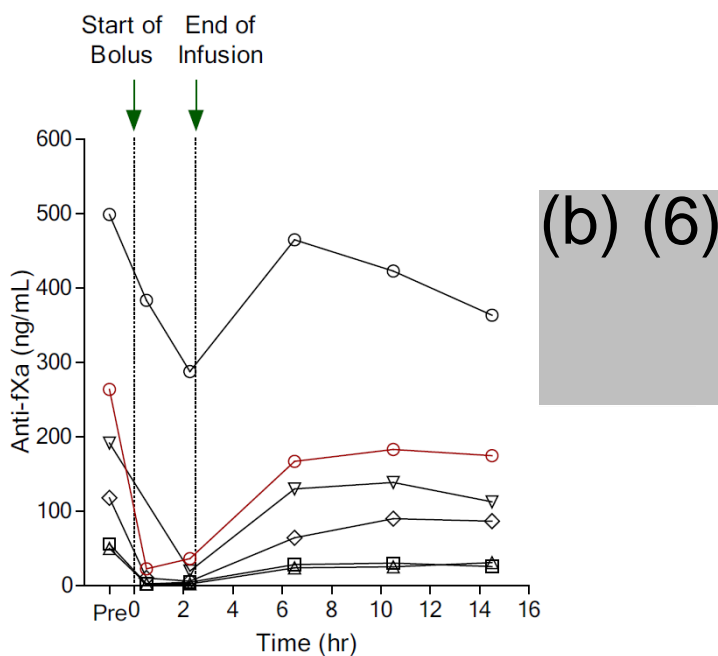 Start of End of
Bolus Infusion
600
500
400
300
200
100
0
Anti-fXa (ng/mL)
Pre 0 2 4 6 8 10 12 14 16
Time (hr)
(b) (6)